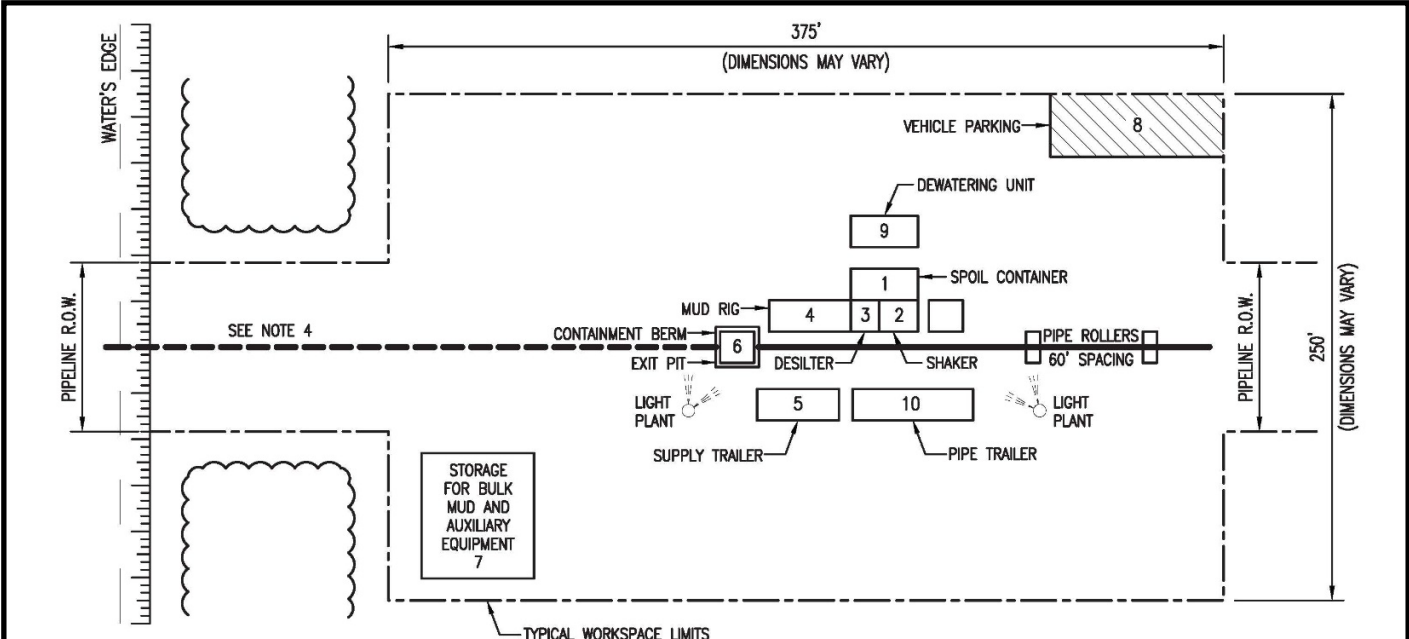 375'
(DIMENSIONS MAY VARY)
WATER'S EDGE
VEHICLE PARKING
8
DEWATERING UNIT
9
SPOIL CONTAINER
1
MUD RIG
4
3
2
PIPELINE R.O.W.
SEE NOTE 4
CONTAINMENT BERM
6
EXIT PIT
DESILTER
SHAKER
PIPE ROLLERS
60' SPACING
PIPELINE R.O.W.
250'
(DIMENSIONS MAY VARY)
LIGHT
PLANT
5
10
LIGHT
PLANT
SUPPLY TRAILER
PIPE TRAILER
STORAGE
FOR BULK
MUD AND
AUXILIARY
EQUIPMENT
7
TYPICAL WORKSPACE LIMITS